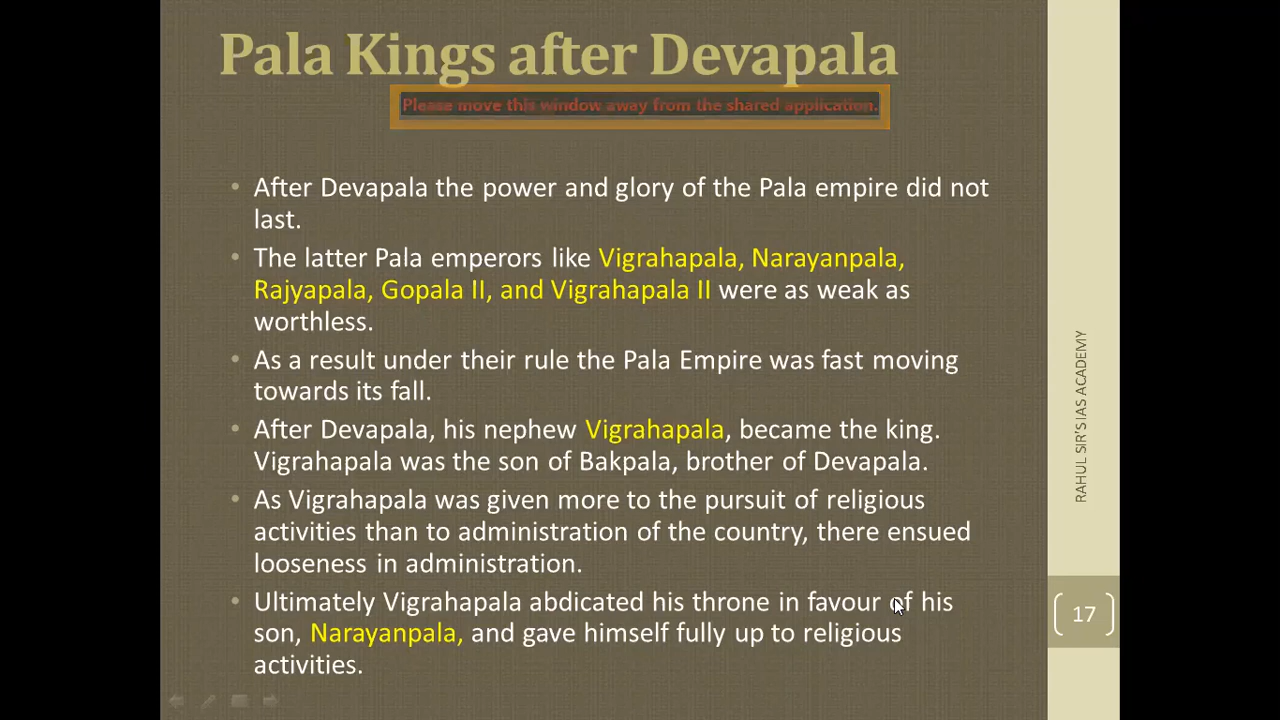 Pala Kings after Devapala
Please move this window away from the shared application.
• After Devapala the power and glory of the Pala empire did not
last.
• The latter Pala emperors like Vigrahapala, Narayanpala,
Rajyapala, Gopala II, and Vigrahapala II were as weak as
worthless.
• As a result under their rule the Pala Empire was fast moving
towards its fall.
• After Devapala, his nephew Vigrahapala, became the king.
Vigrahapala was the son of Bakpala, brother of Devapala.
• As Vigrahapala was given more to the pursuit of religious
activities than to administration of the country, there ensued
looseness in administration.
• Ultimately Vigrahapala abdicated his throne in favour of his
son, Narayanpala, and gave himself fully up to religious
activities.
RAHUL SIR'S IAS ACADEMY
17